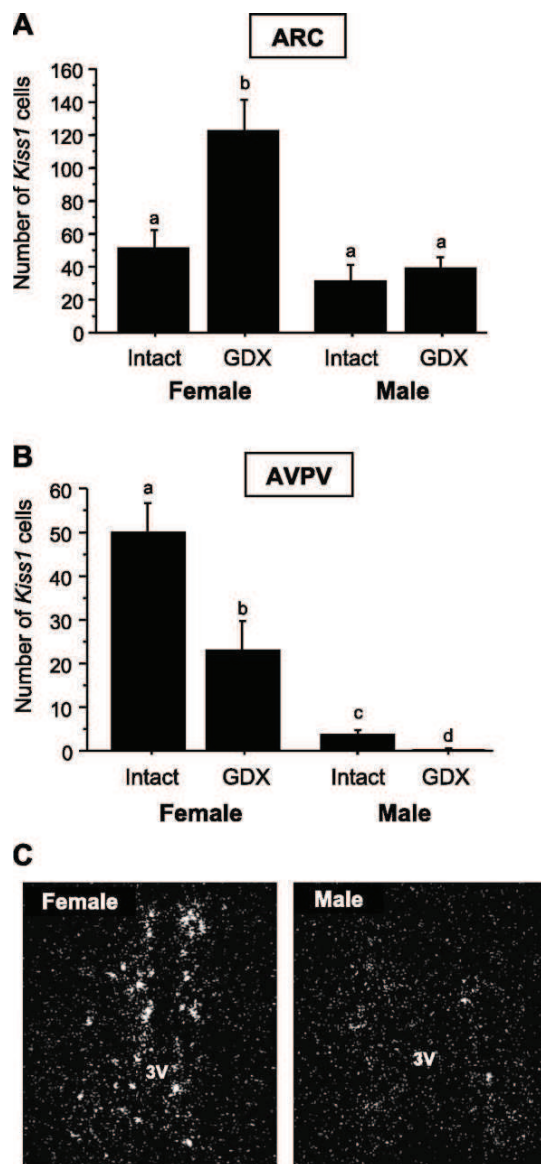 A
ARC
Number of Kiss1 cells
160
140
120
100
80
60
40
20
0
a
b
a
a
Intact GDX Intact GDX
Female Male
B
AVPV
Number of Kiss1 cells
60
50
40
30
20
10
0
a
b
c
d
Intact GDX Intact GDX
Female Male
C
Female Male
3V 3V